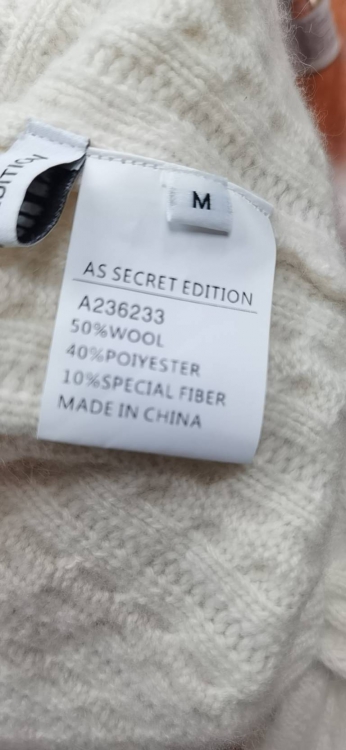 M
AS SECRET EDITION
A236233
50%WOOL
40%POIYESTER
10%SPECIAL FIBER
MADE IN CHINA